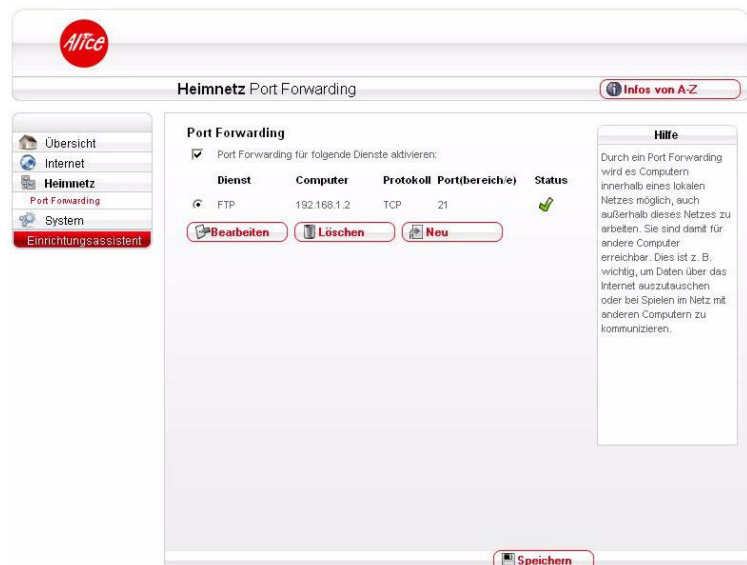 Alice
Heimnetz Port Forwarding
Infos von A-Z
Übersicht
Internet
Heimnetz
Port Forwarding
System
Einrichtungsassistent
Port Forwarding
Port Forwarding für folgende Dienste aktivieren:
Dienst Computer Protokoll Port(bereich/e) Status
FTP 192.168.1.2 TCP 21
Bearbeiten Löschen Neu
Hilfe
Durch ein Port Forwarding
wird es Computern
innerhalb eines lokalen
Netzes möglich, auch
außerhalb dieses Netzes zu
arbeiten. Sie sind damit für
andere Computer
erreichbar. Dies ist z. B.
wichtig, um Daten über das
Internet auszutauschen
oder bei Spielen im Netz mit
anderen Computern zu
kommunizieren.
Speichern